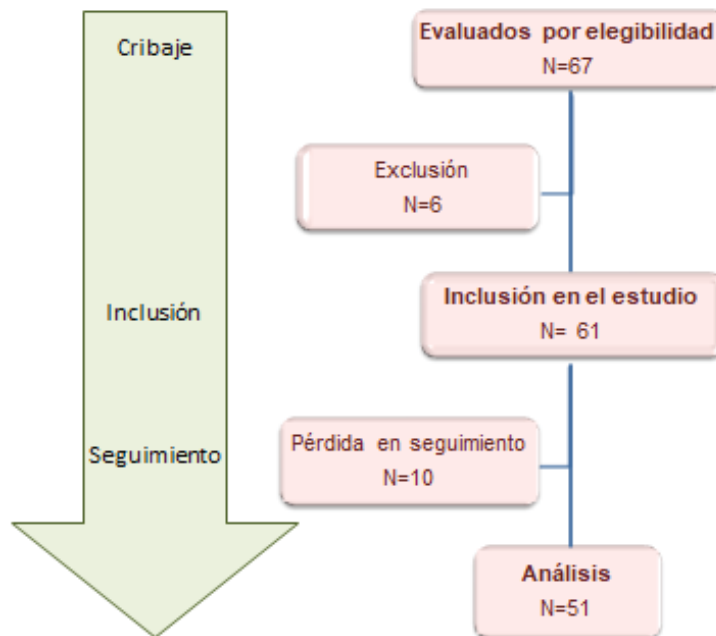 Cribaje
Evaluados por elegibilidad
N=67
Exclusión
N=6
Inclusión
Inclusión en el estudio
N= 61
Seguimiento
Pérdida en seguimiento
N=10
Análisis
N=51